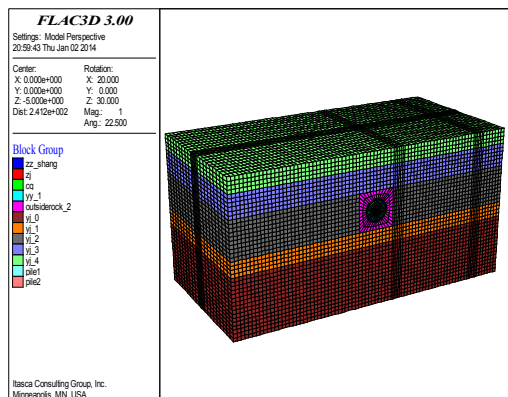 FLAC3D 3.00
Settings: Model Perspective
20:59:43 Thu Jan 02 2014
Center: Rotation:
X: 0.000e+000 X: 20.000
Y: 0.000e+000 Y: 0.000
Z: -5.000e+000 Z: 30.000
Dist: 2.412e+002 Mag.: 1
Ang.: 22.500
Block Group
zz_shang
zj
cq
yy_1
outsiderock_2
yj_0
yj_1
yj_2
yj_3
yj_4
pile1
pile2
Itasca Consulting Group, Inc.
Minneapolis, MN USA